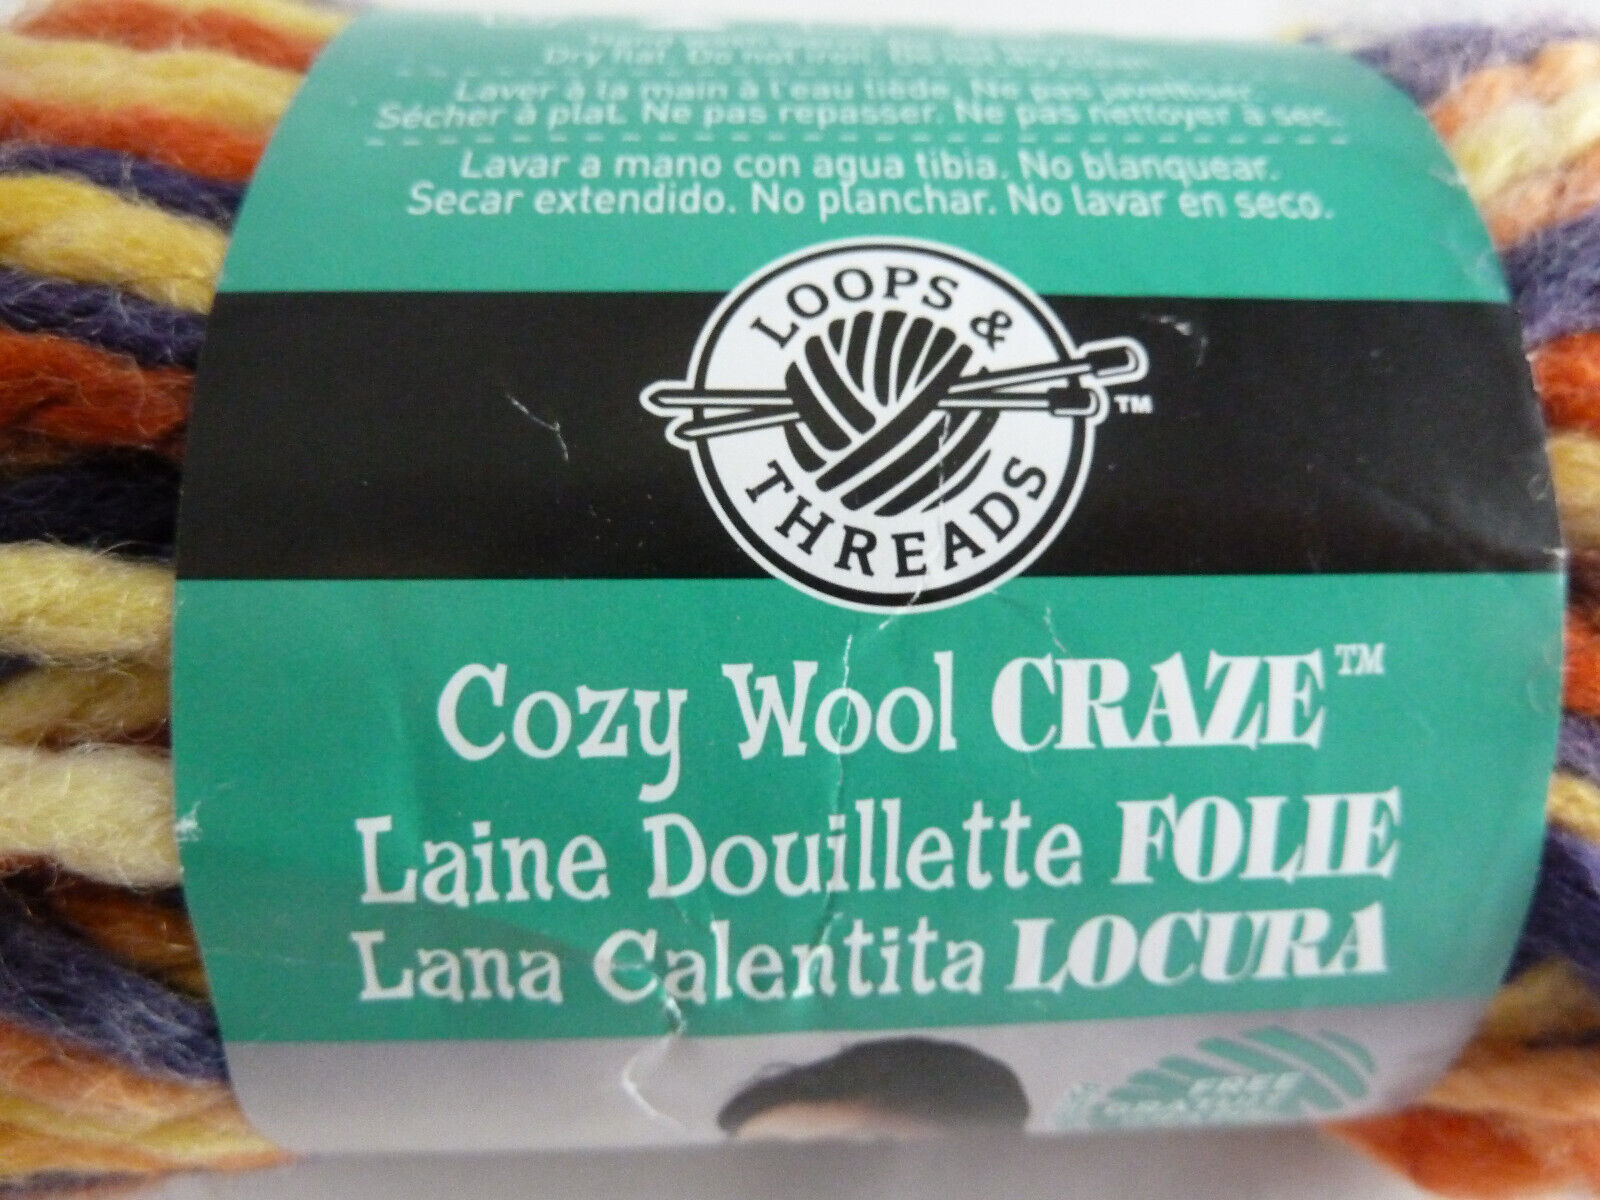 Dry flat. Do not iron. Do not dry clean.
Laver à la main à l'eau tiède. Ne pas javelliser.
Sécher à plat. Ne pas repasser. Ne pas nettoyer à sec.
Lavar a mano con agua tibia. No blanquear.
Secar extendido. No planchar. No lavar en seco.
LOOPS &
THREADS
TM
Cozy Wool CRAZE™
Laine Douillette FOLIE
Lana Calentita LOCURA
FREE
GRATUIT